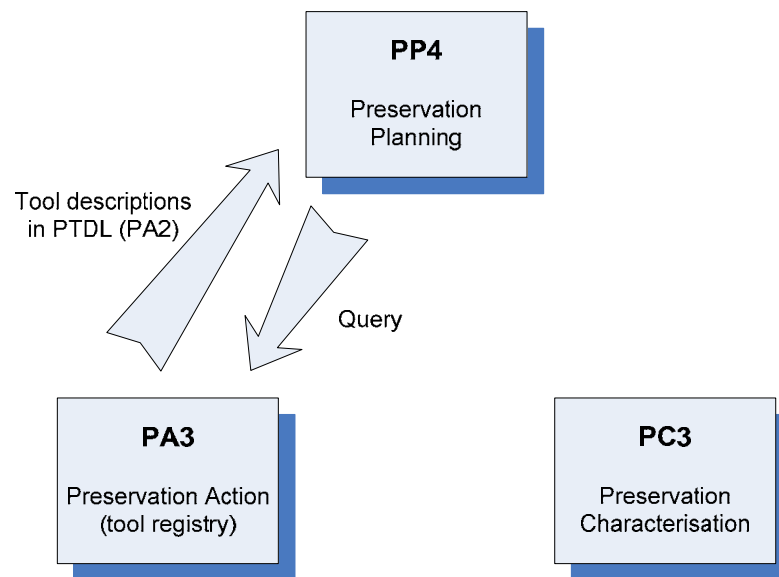 PP4
Preservation
Planning
Tool descriptions
in PTDL (PA2)
Query
PA3
Preservation Action
(tool registry)
PC3
Preservation
Characterisation